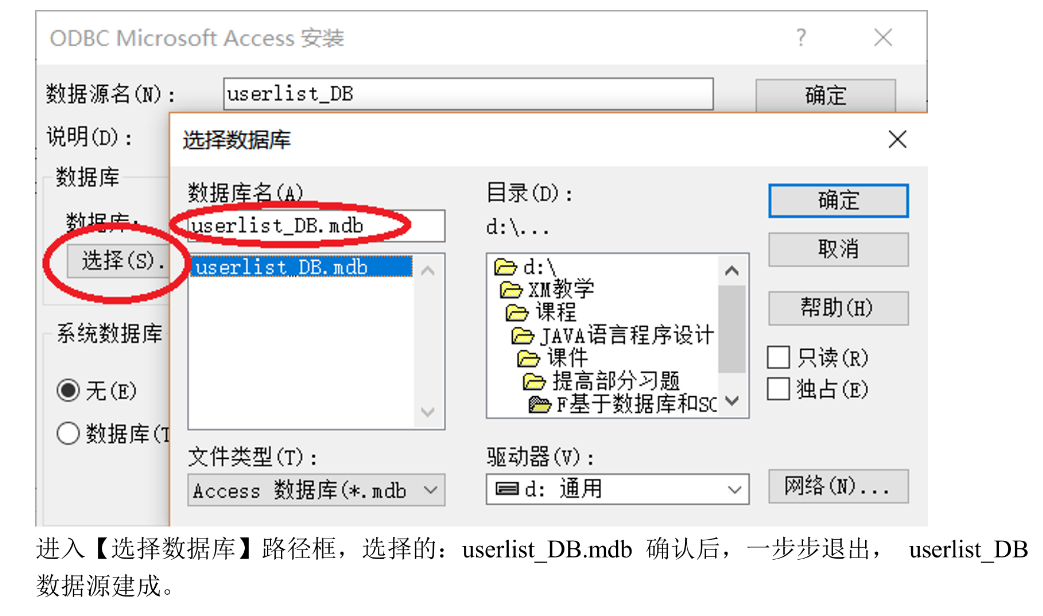 ODBC Microsoft Access 安装
数据源名(N):
userlist_DB
确定
说明(D):
数据库
数据库:
选择(S).
系统数据库
无(E)
数据库(T
选择数据库
数据库名(A)
userlist_DB.mdb
userlist_DB.mdb
文件类型(T):
Access 数据库(*.mdb
目录(D):
d:\...
d:\
XM教学
课程
JAVA语言程序设计
课件
提高部分习题
F基于数据库和SC
驱动器(V):
d: 通用
确定
取消
帮助(H)
只读(R)
独占(E)
网络(N)...
进入【选择数据库】路径框，选择的：userlist_DB.mdb 确认后，一步步退出， userlist_DB
数据源建成。